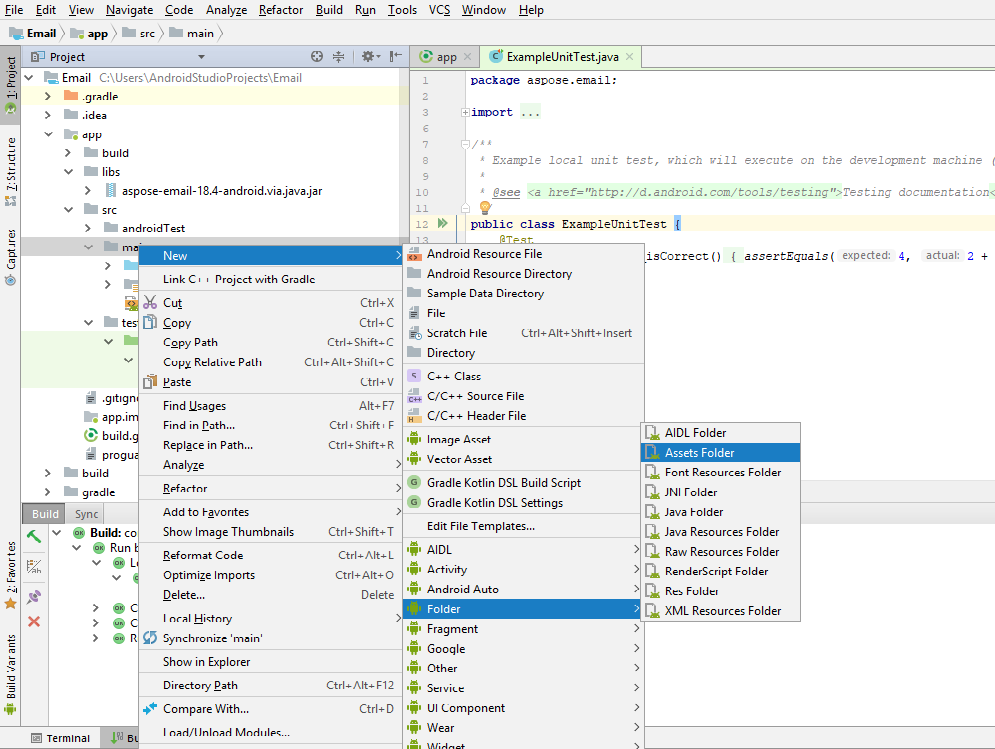 File Edit View Navigate Code Analyze Refactor Build Run Tools VCS Window Help
Email app src main
Project
app
ExampleUnitTest.java
1: Project
Z: Structure
Captures
2: Favorites
Build Variants
Email C:\Users\AndroidStudioProjects\Email
.gradle
.idea
app
build
libs
aspose-email-18.4-android.via.java.jar
src
androidTest
.gitign
app.im
build.g
progua
build
gradle
1 package aspose.email;
2
3 import ...
6
7 /**
8 * Example local unit test, which will execute on the development machine (
9 *
10 * @see <a href="http://d.android.com/tools/testing">Testing documentation<
11
12 public class ExampleUnitTest {
13 @Test
isCorrect() { assertEquals( expected: 4, actual: 2 +
New
Link C++ Project with Gradle
Cut Ctrl+X
Copy Ctrl+C
Copy Path Ctrl+Shift+C
Copy Relative Path Ctrl+Alt+Shift+C
Paste Ctrl+V
Find Usages Alt+F7
Find in Path... Ctrl+Shift+F
Replace in Path... Ctrl+Shift+R
Analyze
Refactor
Add to Favorites
Show Image Thumbnails Ctrl+Shift+T
Reformat Code Ctrl+Alt+L
Optimize Imports Ctrl+Alt+O
Delete... Delete
Local History
Synchronize 'main'
Show in Explorer
Directory Path Ctrl+Alt+F12
Compare With... Ctrl+D
Load/Unload Modules...
Android Resource File
Android Resource Directory
Sample Data Directory
File
Scratch File Ctrl+Alt+Shift+Insert
Directory
C++ Class
C/C++ Source File
C/C++ Header File
Image Asset
Vector Asset
Gradle Kotlin DSL Build Script
Gradle Kotlin DSL Settings
Edit File Templates...
AIDL
Activity
Android Auto
Folder
Fragment
Google
Other
Service
UI Component
Wear
Widget
AIDL Folder
Assets Folder
Font Resources Folder
JNI Folder
Java Folder
Java Resources Folder
Raw Resources Folder
RenderScript Folder
Res Folder
XML Resources Folder
Build Sync
Build: co
Run b
Terminal